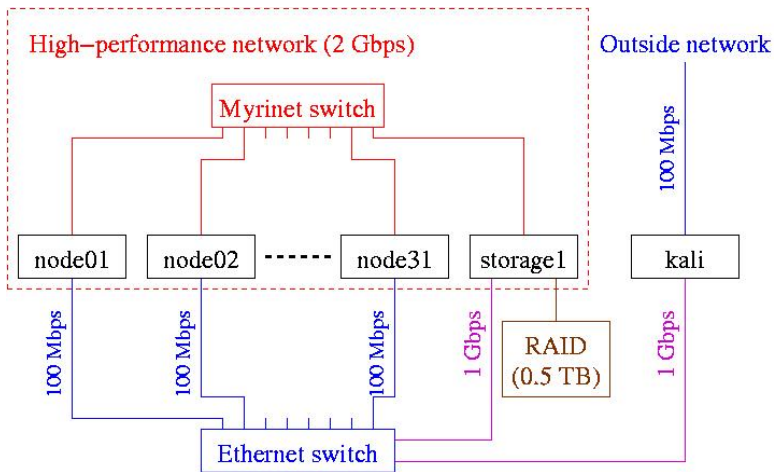 High−performance network (2 Gbps)
Outside network
Myrinet switch
100 Mbps
node01
node02
node31
storage1
kali
100 Mbps
100 Mbps
100 Mbps
1 Gbps
RAID
(0.5 TB)
1 Gbps
Ethernet switch